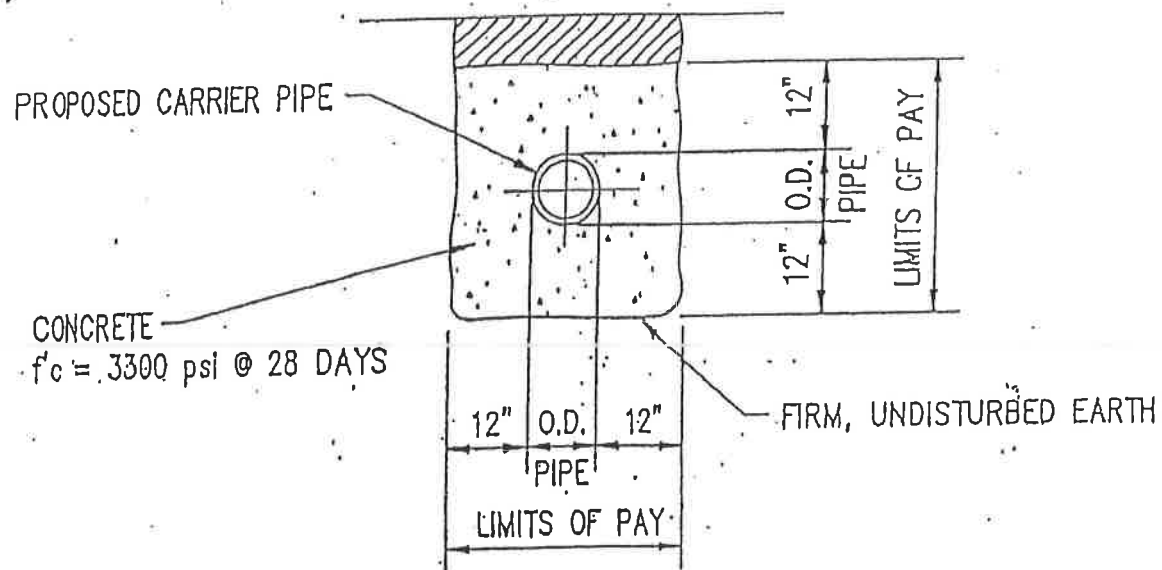 PROPOSED CARRIER PIPE
CONCRETE
f'c = 3300 psi @ 28 DAYS
12"
O.D.
PIPE
12"
LIMITS OF PAY
12" O.D. 12"
PIPE
LIMITS OF PAY
FIRM, UNDISTURBED EARTH